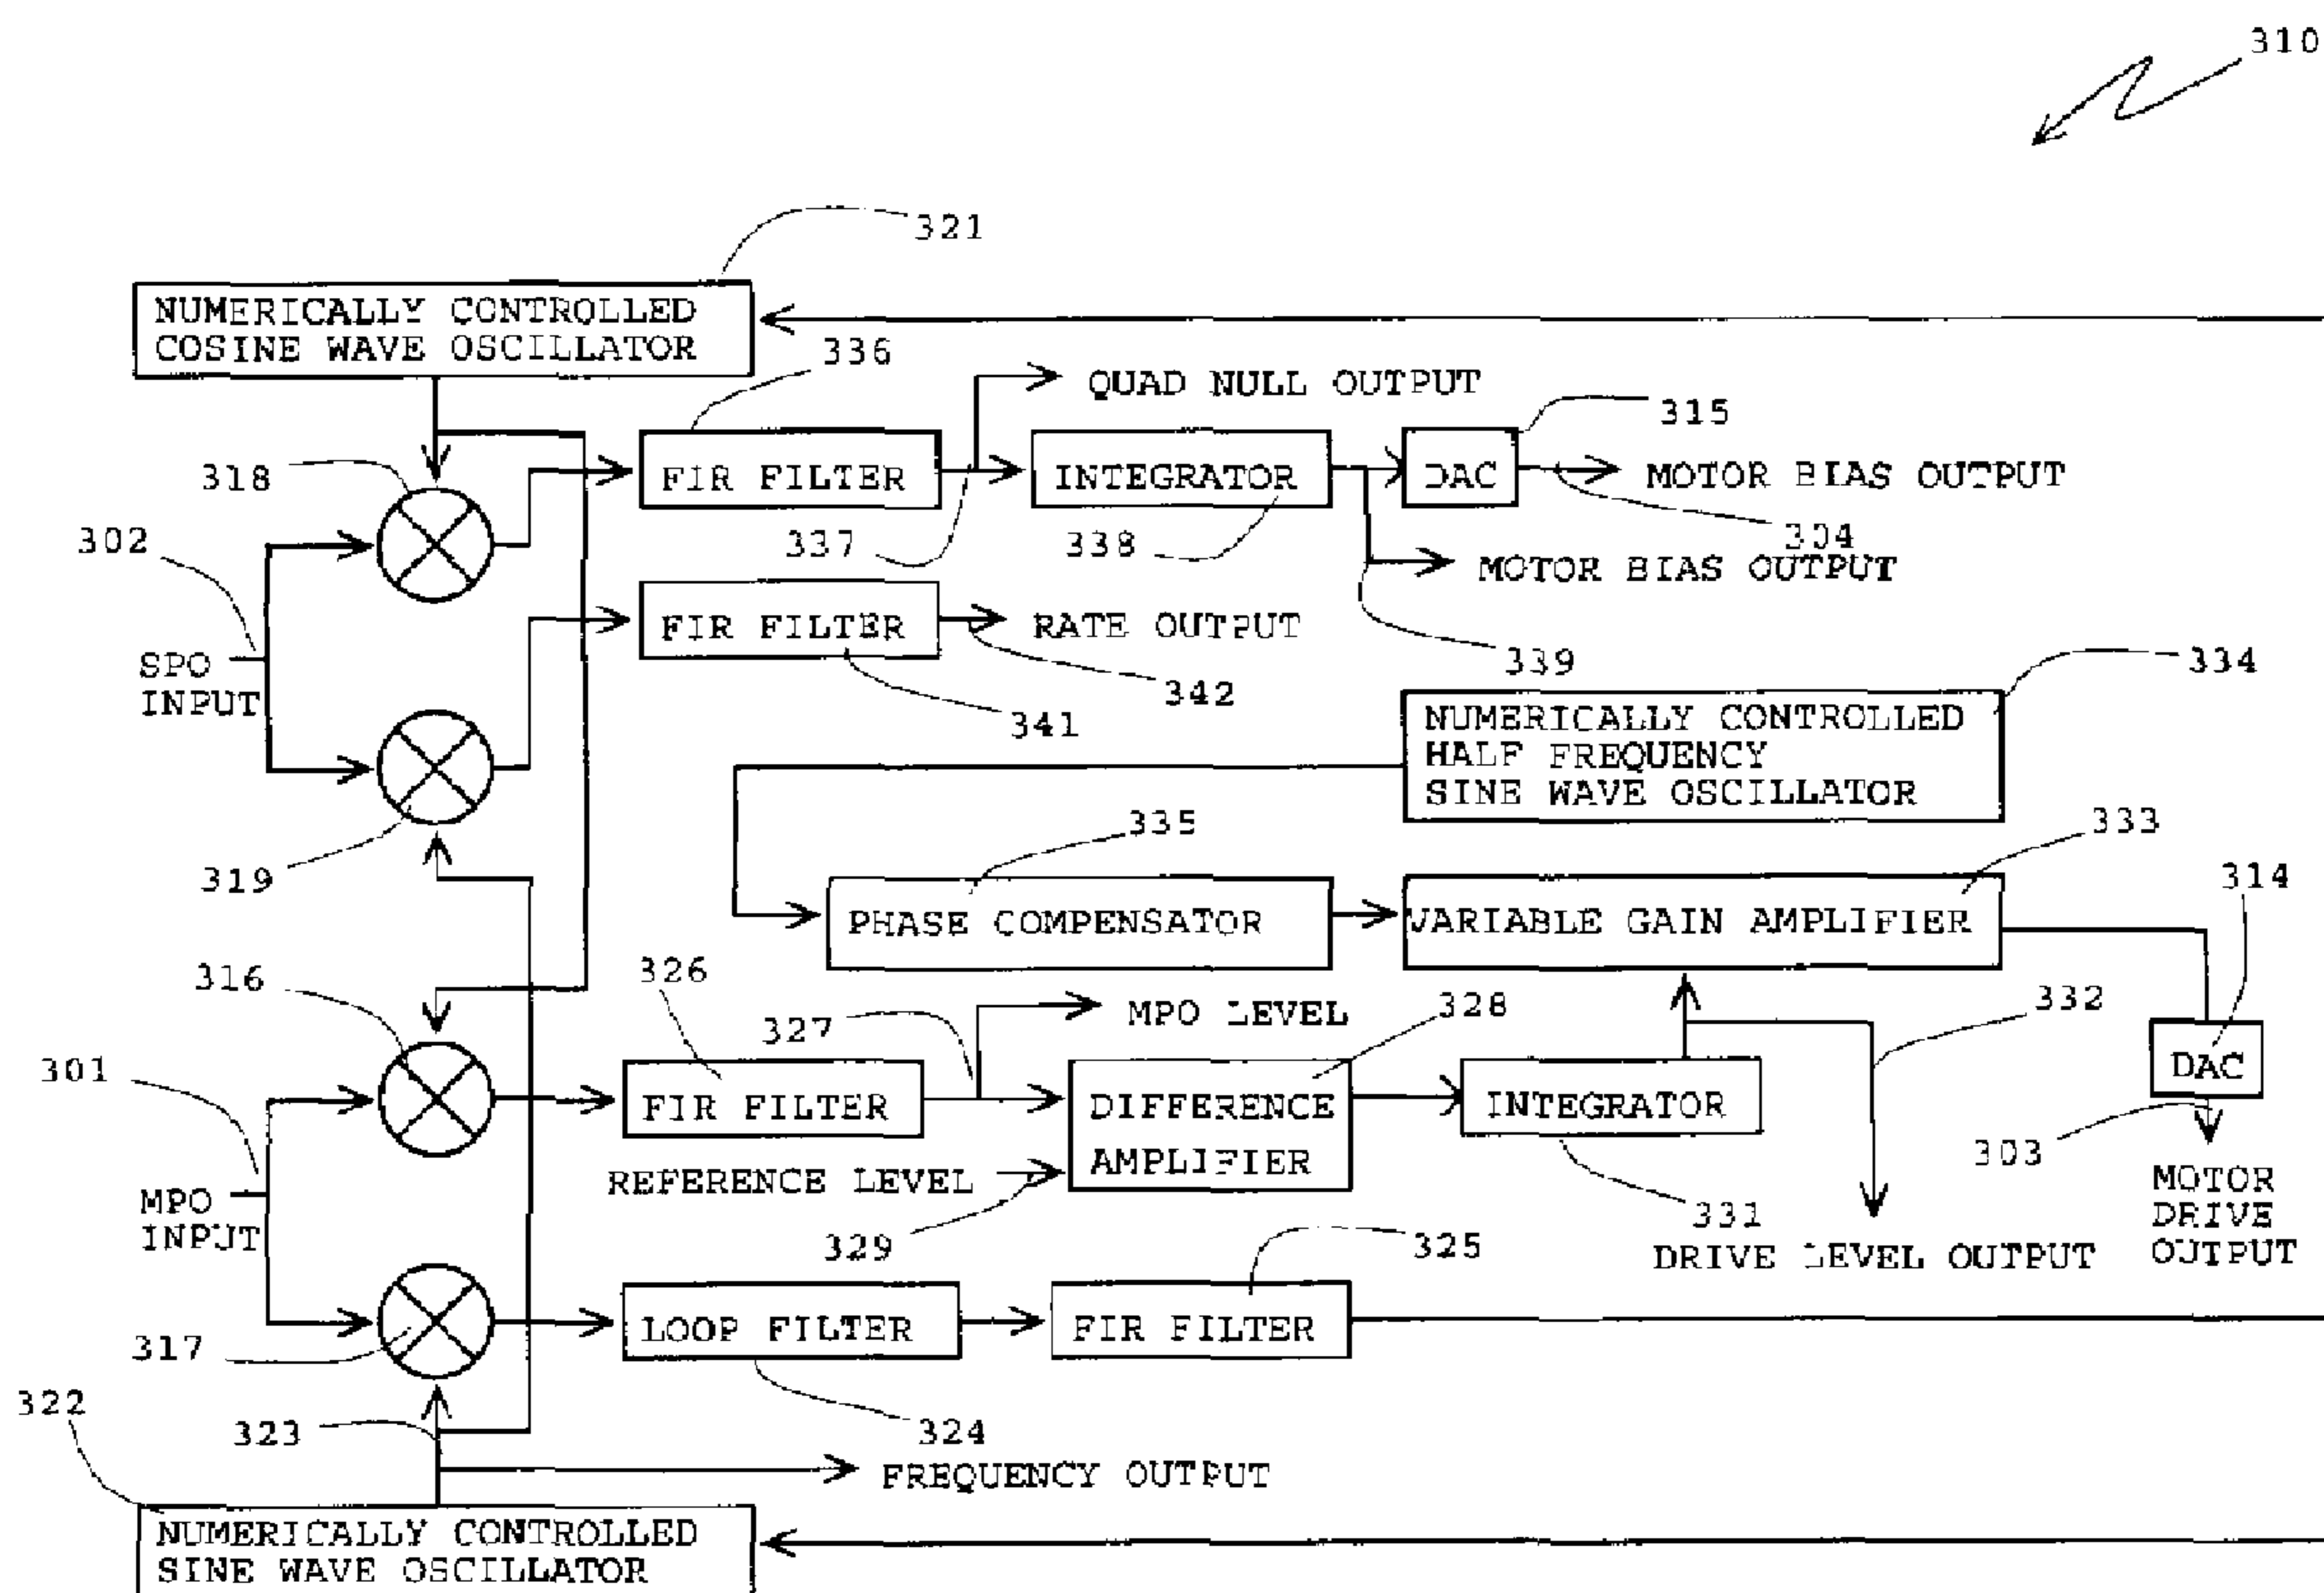 310
321
NUMERICALLY CONTROLLED
COSINE WAVE OSCILLATOR
336
QUAD NULL OUTPUT
315
318
FIR FILTER
INTEGRATOR
DAC
MOTOR BIAS OUTPUT
302
337
338
304
MOTOR BIAS OUTPUT
FIR FILTER
RATE OUTPUT
339
334
SPO
INPUT
342
341
NUMERICALLY CONTROLLED
HALF FREQUENCY
SINE WAVE OSCILLATOR
335
333
319
314
PHASE COMPENSATOR
VARIABLE GAIN AMPLIFIER
316
326
327
MPO LEVEL
328
332
301
DAC
FIR FILTER
DIFFERENCE
AMPLIFIER
INTEGRATOR
303
REFERENCE LEVEL
MPO
INPUT
329
331
MOTOR
DRIVE
OUTPUT
325
DRIVE LEVEL OUTPUT
317
LOOP FILTER
FIR FILTER
322
323
324
FREQUENCY OUTPUT
NUMERICALLY CONTROLLED
SINE WAVE OSCILLATOR